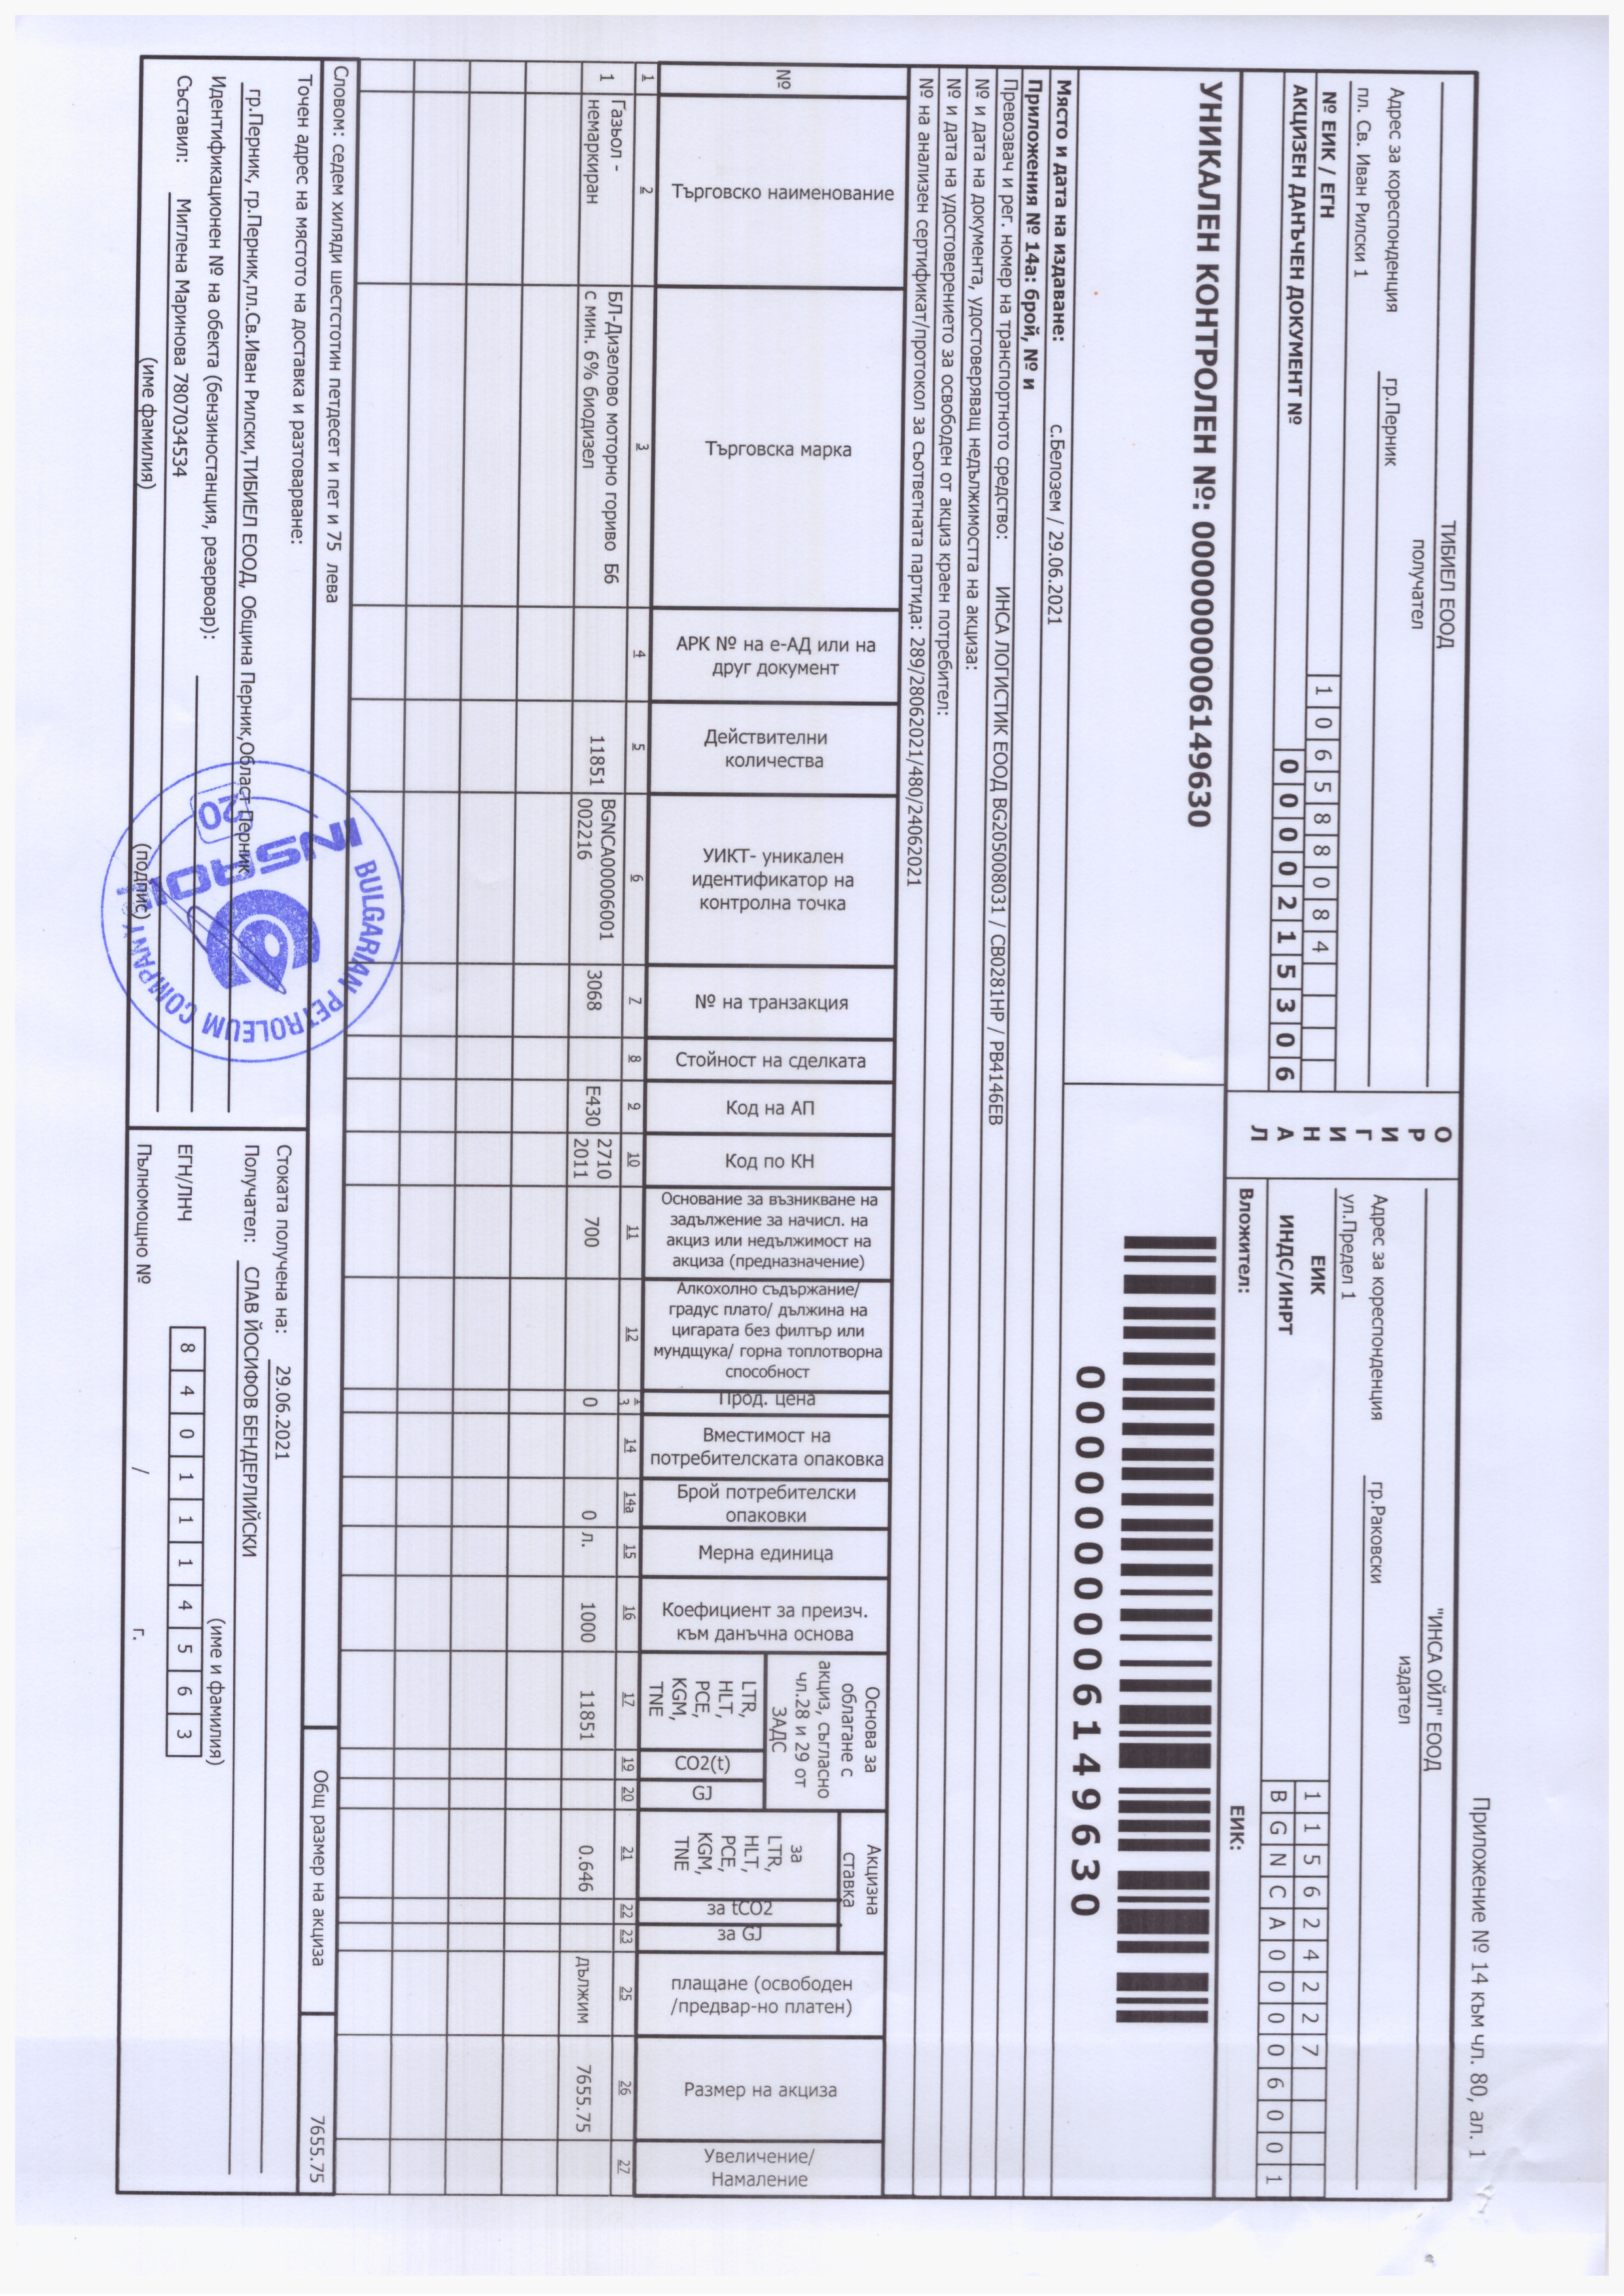 Приложение № 14 към чл. 80, ал. 1
ТИБИЕЛ ЕООД
получател
Адрес за кореспонденция гр.Перник
пл. Св. Иван Рилски 1
№ ЕИК / ЕГН 1 0 6 5 8 8 0 8 4
АКЦИЗЕН ДАНЪЧЕН ДОКУМЕНТ № 0 0 0 0 2 1 5 3 0 6
О Р И Г И Н А Л
"ИНСА ОЙЛ" ЕООД
издател
Адрес за кореспонденция гр.Раковски
ул.Предел 1
ЕИК 1 1 5 6 2 4 2 2 7
ИНДС/ИНРТ B G N C A 0 0 0 0 6 0 0 1
Вложител: ЕИК:
УНИКАЛЕН КОНТРОЛЕН №: 0000000006149630
0000000006149630
Място и дата на издаване: с.Белозем / 29.06.2021
Приложения № 14а: брой, № и
Превозвач и рег. номер на транспортното средство: ИНСА ЛОГИСТИК ЕООД BG205008031 / CB0281HP / PB4146EB
№ и дата на документа, удостоверяващ недължимостта на акциза:
№ и дата на удостоверението за освободен от акциз краен потребител:
№ на анализен сертификат/протокол за съответната партида: 289/28062021/480/24062021
№
Търговско наименование
Търговска марка
АРК № на е-АД или на
друг документ
Действителни
количества
УИКТ- уникален
идентификатор на
контролна точка
№ на транзакция
Стойност на сделката
Код на АП
Код по КН
Основание за възникване на
задължение за начисл. на
акциз или недължимост на
акциза (предназначение)
Алкохолно съдържание/
градус плато/ дължина на
цигарата без филтър или
мундщука/ горна топлотворна
способност
Прод. цена
Вместимост на
потребителската опаковка
Брой потребителски
опаковки
Мерна единица
Коефициент за преизч.
към данъчна основа
Основа за
облагане с
акциз, съгласно
чл.28 и 29 от
ЗАДС
LTR,
HLT,
PCE,
KGM,
TNE
CO2(t)
GJ
Акцизна
ставка
за
LTR,
HLT,
PCE,
KGM,
TNE
за tCO2
за GJ
плащане (освободен
/предвар-но платен)
Размер на акциза
Увеличение/
Намаление
1 2 3 4 5 6 7 8 9 10 11 12 13 14 14а 15 16 17 19 20 21 22 23 25 26 27
1 Газьол - БЛ-Дизелово моторно гориво Б6 11851 BGNCA00006001 3068 E430 2710 700 0 0 л. 1000 11851 0.646 дължим 7655.75
немаркиран с мин. 6% биодизел 002216 2011
Словом: седем хиляди шестстотин петдесет и пет и 75 лева
Общ размер на акциза 7655.75
Точен адрес на мястото на доставка и разтоварване:
гр.Перник, гр.Перник,пл.Св.Иван Рилски,ТИБИЕЛ ЕООД, Община Перник,Област Перник
Идентификационен № на обекта (бензиностанция, резервоар):
Съставил: Миглена Маринова 7807034534
(име фамилия) (подпис)
Стоката получена на: 29.06.2021
Получател: СЛАВ ЙОСИФОВ БЕНДЕРЛИЙСКИ
(име и фамилия)
ЕГН/ЛНЧ 8 4 0 1 1 1 4 5 6 3
Пълномощно № / г.
BULGARIAN PETROLEUM COMPANY
INSAOIL
20